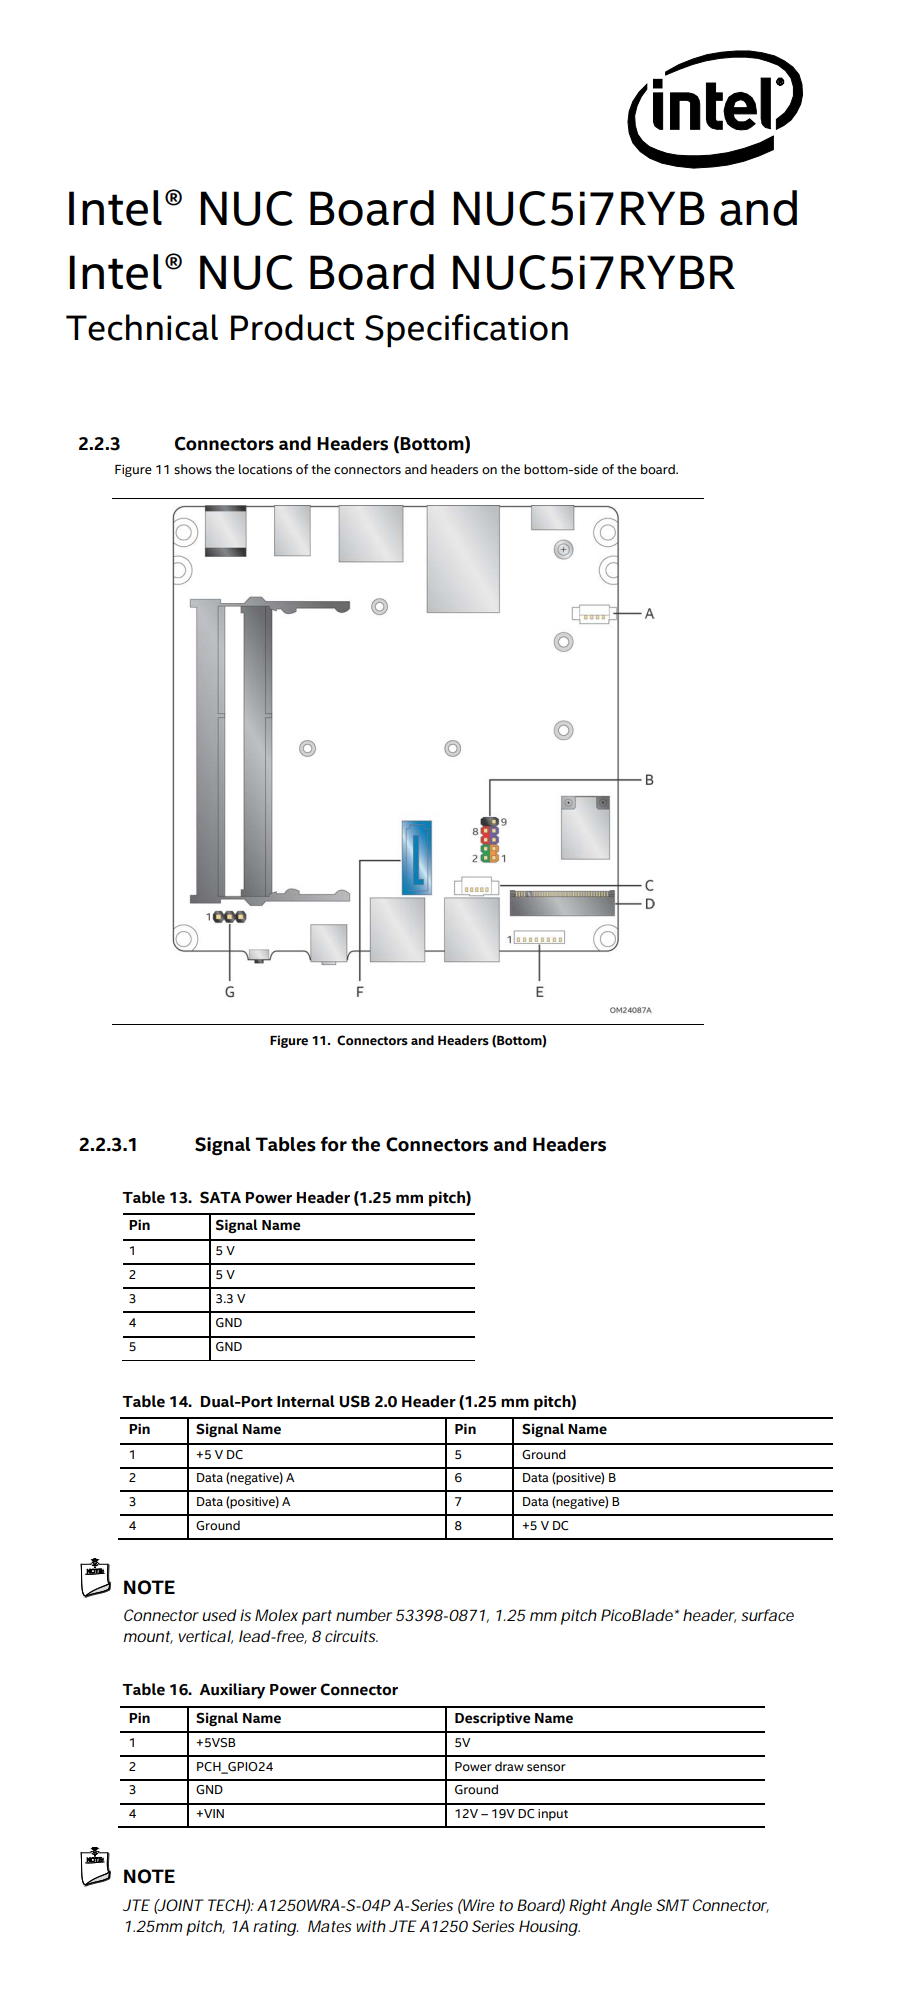 intel®
Intel® NUC Board NUC5i7RYB and
Intel® NUC Board NUC5i7RYBR
Technical Product Specification
2.2.3 Connectors and Headers (Bottom)
Figure 11 shows the locations of the connectors and headers on the bottom-side of the board.
A
B
9
8
2 1
C
D
1
1
G F E
OM24087A
Figure 11. Connectors and Headers (Bottom)
2.2.3.1 Signal Tables for the Connectors and Headers
Table 13. SATA Power Header (1.25 mm pitch)
Pin Signal Name
1 5 V
2 5 V
3 3.3 V
4 GND
5 GND
Table 14. Dual-Port Internal USB 2.0 Header (1.25 mm pitch)
Pin Signal Name Pin Signal Name
1 +5 V DC 5 Ground
2 Data (negative) A 6 Data (positive) B
3 Data (positive) A 7 Data (negative) B
4 Ground 8 +5 V DC
NOTE
NOTE
Connector used is Molex part number 53398-0871, 1.25 mm pitch PicoBlade* header, surface
mount, vertical, lead-free, 8 circuits.
Table 16. Auxiliary Power Connector
Pin Signal Name Descriptive Name
1 +5VSB 5V
2 PCH_GPIO24 Power draw sensor
3 GND Ground
4 +VIN 12V – 19V DC input
NOTE
NOTE
JTE (JOINT TECH): A1250WRA-S-04P A-Series (Wire to Board) Right Angle SMT Connector,
1.25mm pitch, 1A rating. Mates with JTE A1250 Series Housing.